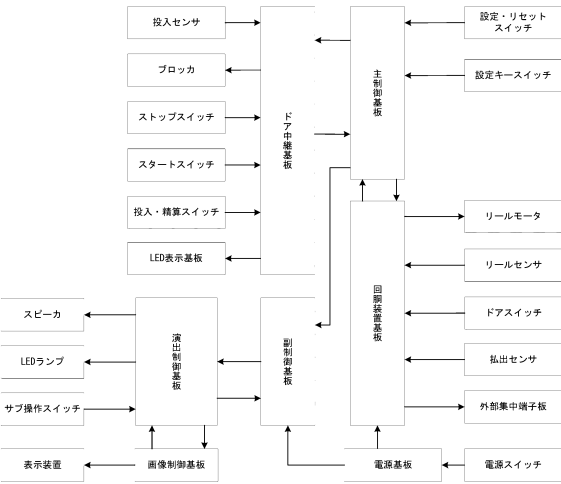 投入センサ
ブロッカ
ストップスイッチ
スタートスイッチ
投入・精算スイッチ
LED表示基板
ドア中継基板
主制御基板
設定・リセット
スイッチ
設定キースイッチ
回胴装置基板
リールモータ
リールセンサ
ドアスイッチ
払出センサ
外部集中端子板
スピーカ
LEDランプ
サブ操作スイッチ
表示装置
演出制御基板
副制御基板
画像制御基板
電源基板
電源スイッチ